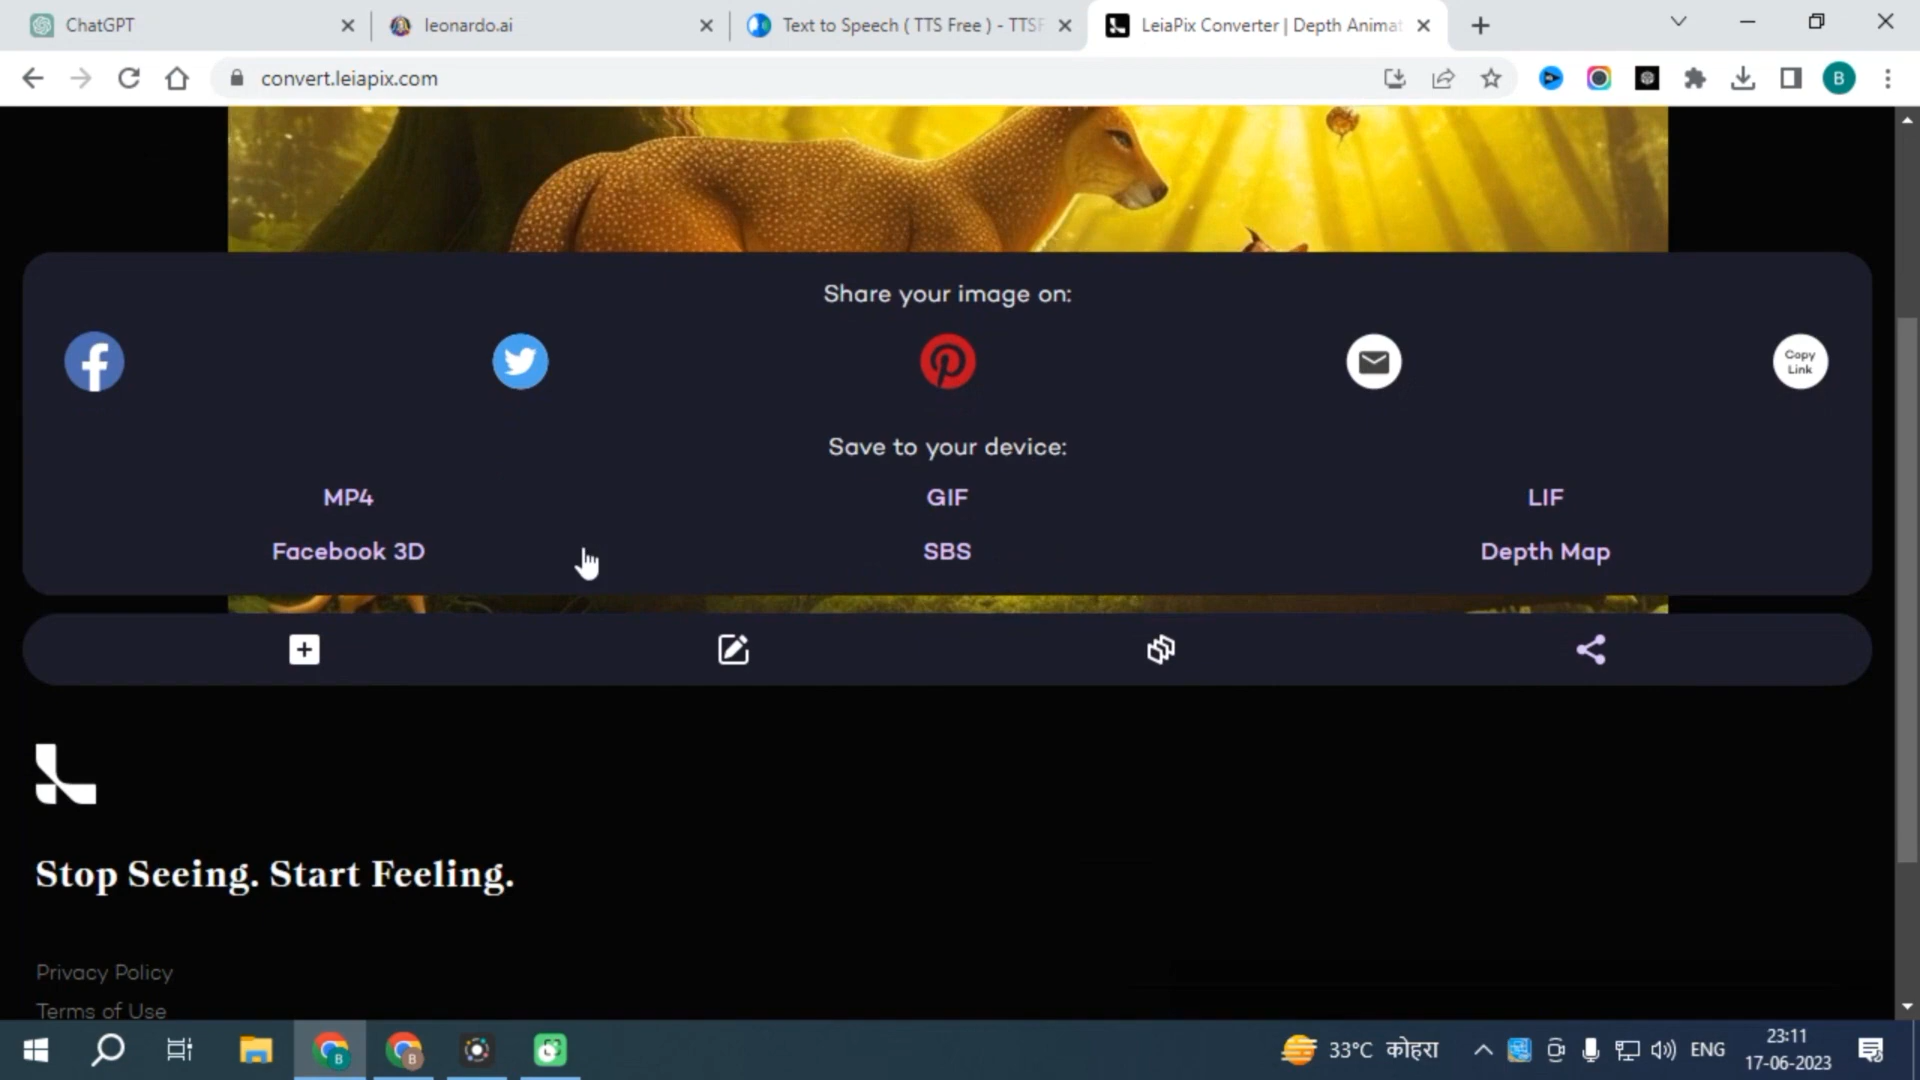 ChatGPT
leonardo.ai
Text to Speech ( TTS Free ) - TTSF
LeiaPix Converter | Depth Animat
convert.leiapix.com
B
Share your image on:
Copy
Link
Save to your device:
MP4
GIF
LIF
Facebook 3D
SBS
Depth Map
Stop Seeing. Start Feeling.
Privacy Policy
Terms of Use
B
B
33°C कोहरा
ENG
23:11
17-06-2023